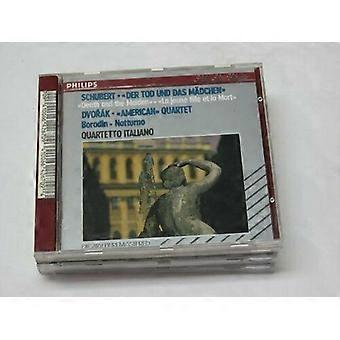 PHILIPS
SCHUBERT · «DER TOD UND DAS MÄDCHEN»
«Death and the Maiden» · «La jeune fille et la Mort»
DVOŘÁK · «AMERICAN» QUARTET
Borodin · Notturno
QUARTETTO ITALIANO